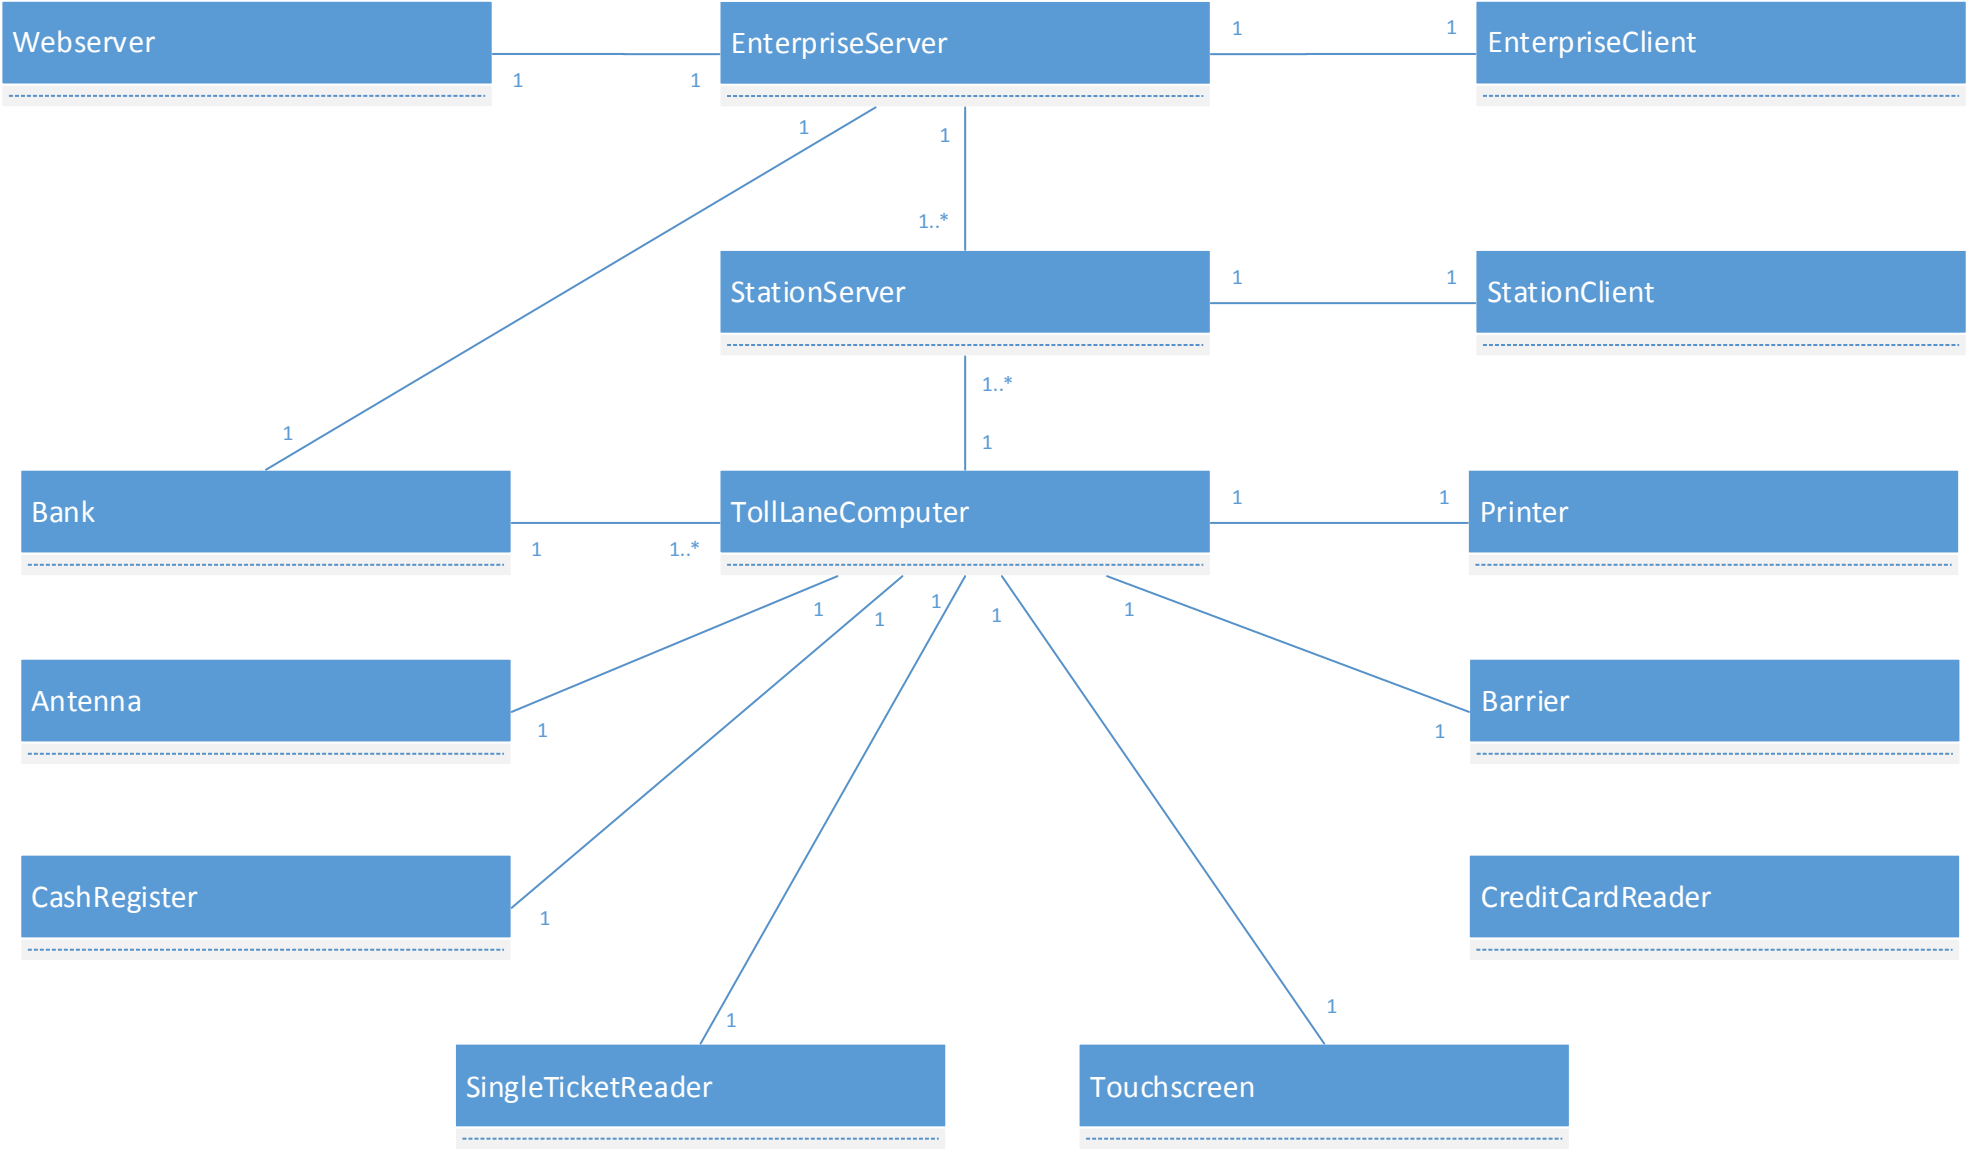 Webserver
EnterpriseServer
EnterpriseClient
1
1
1
1
1
1
1..*
StationServer
StationClient
1
1
1..*
1
1
Bank
TollLaneComputer
Printer
1
1
1
1..*
1
1
1
1
1
Antenna
Barrier
1
1
CashRegister
CreditCardReader
1
1
1
SingleTicketReader
Touchscreen